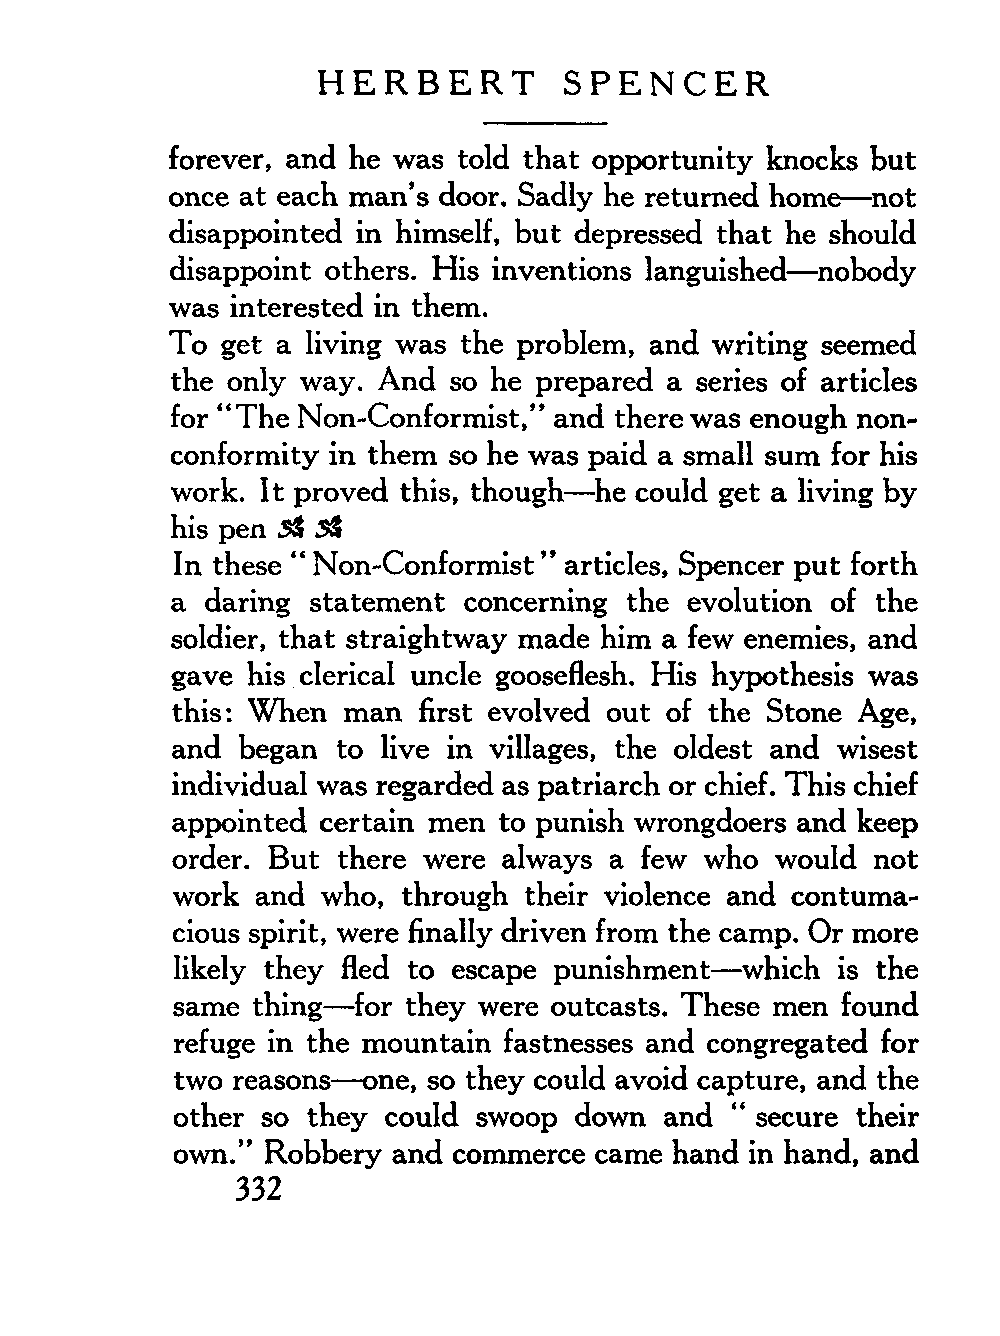 HERBERT SPENCER
forever, and he was told that opportunity knocks but
once at each man's door. Sadly he returned home—not
disappointed in himself, but depressed that he should
disappoint others. His inventions languished—nobody
was interested in them.
To get a living was the problem, and writing seemed
the only way. And so he prepared a series of articles
for "The Non-Conformist," and there was enough non-
conformity in them so he was paid a small sum for his
work. It proved this, though—he could get a living by
his pen
In these "Non-Conformist" articles, Spencer put forth
a daring statement concerning the evolution of the
soldier, that straightway made him a few enemies, and
gave his clerical uncle gooseflesh. His hypothesis was
this: When man first evolved out of the Stone Age,
and began to live in villages, the oldest and wisest
individual was regarded as patriarch or chief. This chief
appointed certain men to punish wrongdoers and keep
order. But there were always a few who would not
work and who, through their violence and contuma-
cious spirit, were finally driven from the camp. Or more
likely they fled to escape punishment—which is the
same thing—for they were outcasts. These men found
refuge in the mountain fastnesses and congregated for
two reasons—one, so they could avoid capture, and the
other so they could swoop down and "secure their
own." Robbery and commerce came hand in hand, and
332